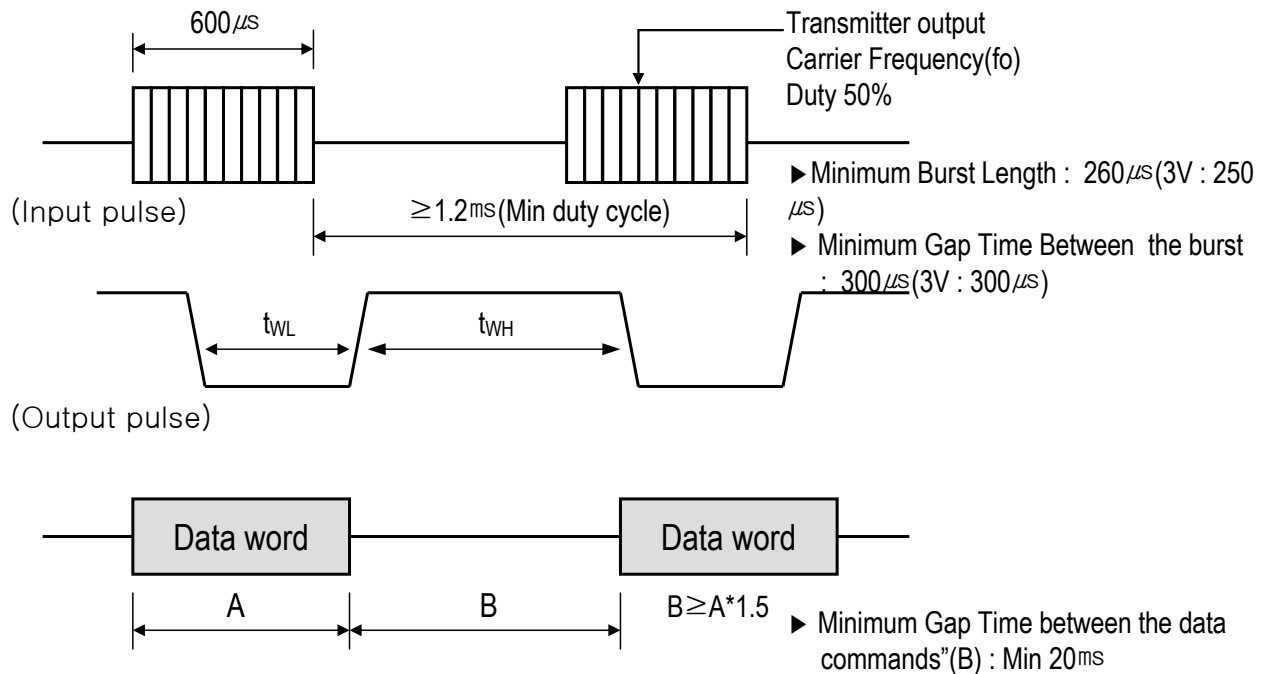 600㎲
Transmitter output
Carrier Frequency(fo)
Duty 50%
▶Minimum Burst Length : 260㎲(3V : 250
㎲)
(Input pulse)
≥1.2㎳(Min duty cycle)
▶ Minimum Gap Time Between the burst
: 300㎲(3V : 300㎲)
tWL
tWH
(Output pulse)
Data word
Data word
A
B
B≥A*1.5
▶ Minimum Gap Time between the data
commands”(B) : Min 20㎳